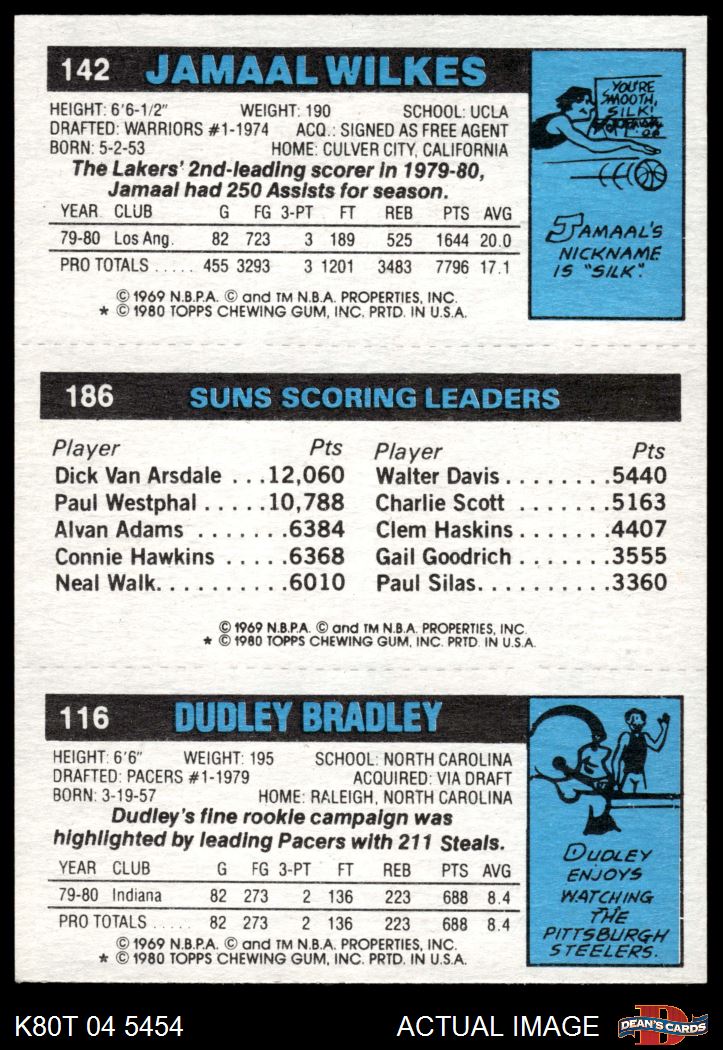 142 JAMAAL WILKES
HEIGHT: 6'6-1/2" WEIGHT: 190 SCHOOL: UCLA
DRAFTED: WARRIORS #1-1974 ACQ.: SIGNED AS FREE AGENT
BORN: 5-2-53 HOME: CULVER CITY, CALIFORNIA
The Lakers' 2nd-leading scorer in 1979-80,
Jamaal had 250 Assists for season.
YEAR CLUB G FG 3-PT FT REB PTS AVG
79-80 Los Ang. 82 723 3 189 525 1644 20.0
PRO TOTALS ..... 455 3293 3 1201 3483 7796 17.1
© 1969 N.B.P.A. © and TM N.B.A. PROPERTIES, INC.
* © 1980 TOPPS CHEWING GUM, INC. PRTD. IN U.S.A.
YOU'RE
SMOOTH,
SILK!
JAMAAL'S
NICKNAME
IS "SILK".
186 SUNS SCORING LEADERS
Player Pts Player Pts
Dick Van Arsdale ...12,060 Walter Davis........5440
Paul Westphal .....10,788 Charlie Scott .......5163
Alvan Adams .......6384 Clem Haskins.......4407
Connie Hawkins ......6368 Gail Goodrich.......3555
Neal Walk..........6010 Paul Silas..........3360
© 1969 N.B.P.A. © and TM N.B.A. PROPERTIES, INC.
* © 1980 TOPPS CHEWING GUM, INC. PRTD. IN U.S.A.
116 DUDLEY BRADLEY
HEIGHT: 6'6" WEIGHT: 195 SCHOOL: NORTH CAROLINA
DRAFTED: PACERS #1-1979 ACQUIRED: VIA DRAFT
BORN: 3-19-57 HOME: RALEIGH, NORTH CAROLINA
Dudley's fine rookie campaign was
highlighted by leading Pacers with 211 Steals.
YEAR CLUB G FG 3-PT FT REB PTS AVG
79-80 Indiana 82 273 2 136 223 688 8.4
PRO TOTALS ..... 82 273 2 136 223 688 8.4
© 1969 N.B.P.A. © and TM N.B.A. PROPERTIES, INC.
* © 1980 TOPPS CHEWING GUM, INC. PRTD. IN U.S.A.
DUDLEY
ENJOYS
WATCHING
THE
PITTSBURGH
STEELERS.
K80T 04 5454 ACTUAL IMAGE
D
DEAN'S CARDS